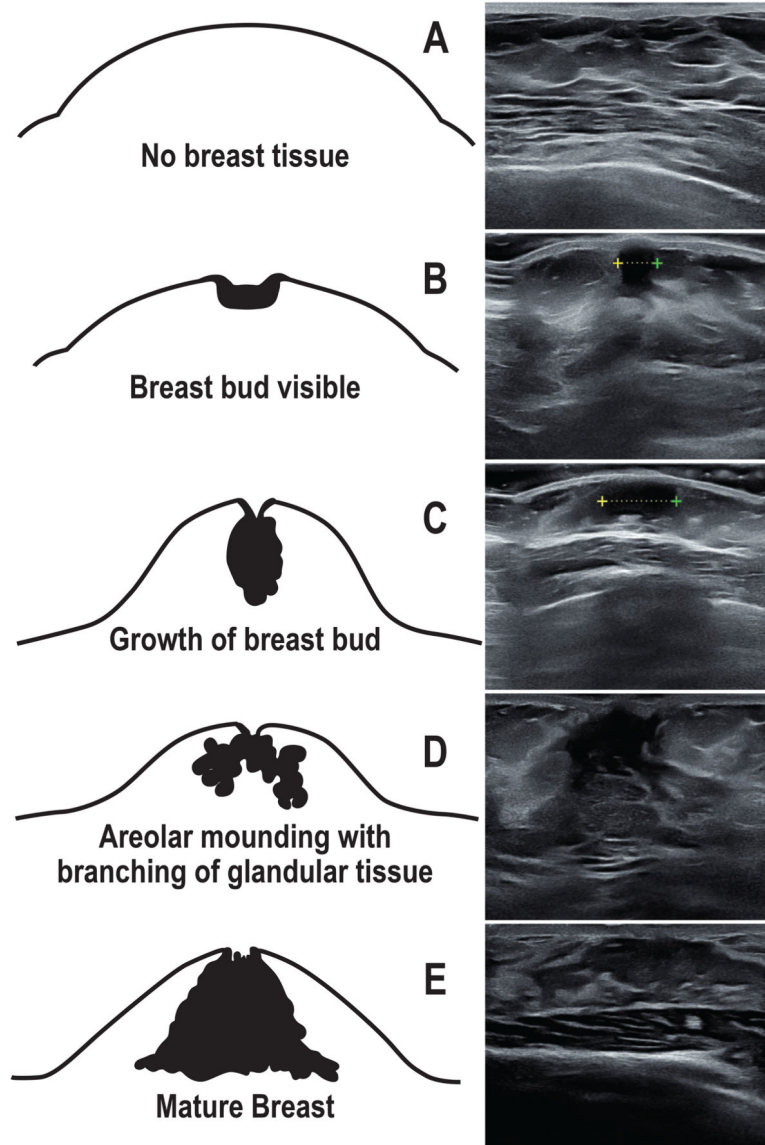 A
No breast tissue
B
Breast bud visible
C
Growth of breast bud
D
Areolar mounding with
branching of glandular tissue
E
Mature Breast